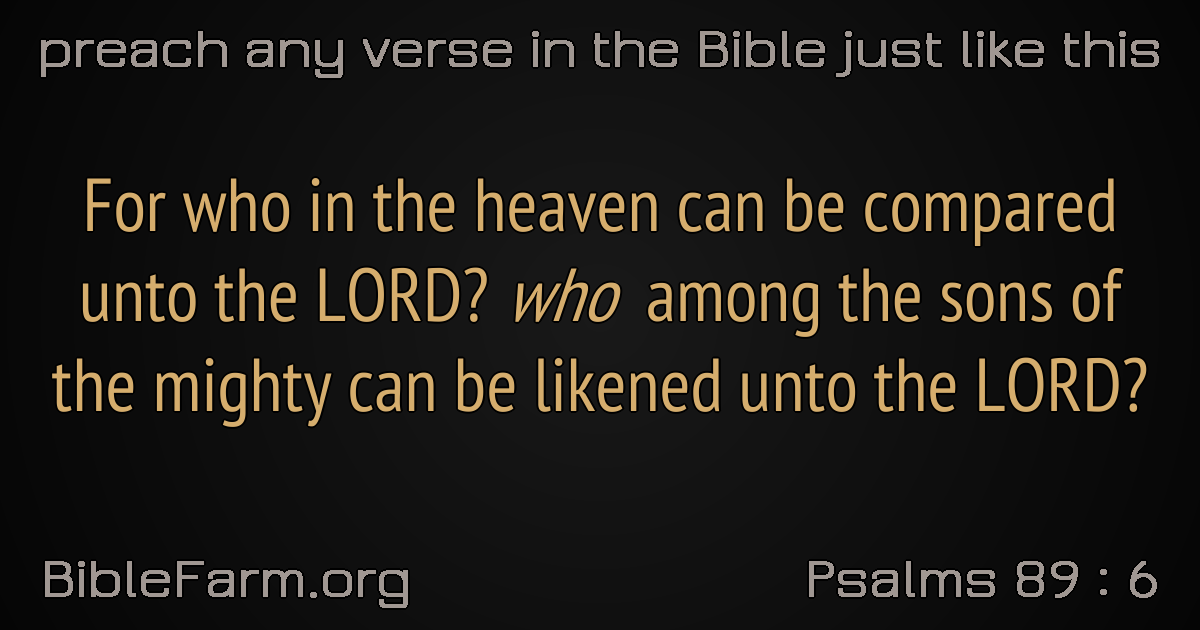 preach any verse in the Bible just like this
For who in the heaven can be compared
unto the LORD? who among the sons of
the mighty can be likened unto the LORD?
BibleFarm.org
Psalms 89 : 6